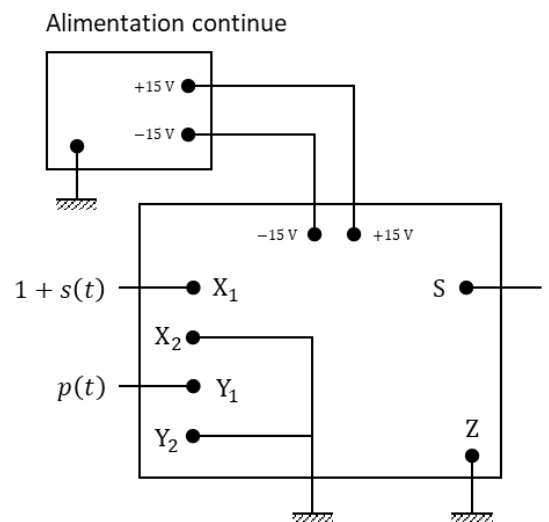 Alimentation continue
+15 V
−15 V
−15 V
+15 V
1 + s(t)
X₁
S
X₂
p(t)
Y₁
Y₂
Z